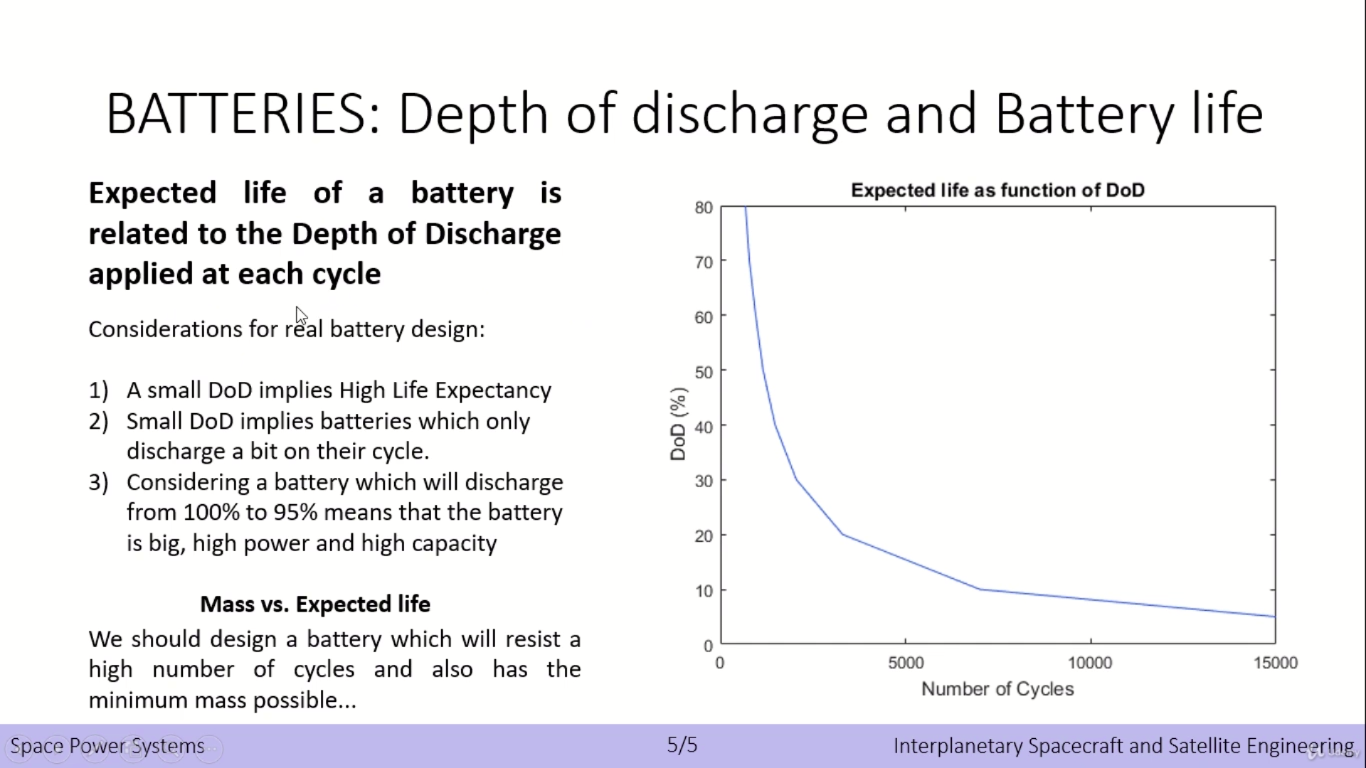 BATTERIES: Depth of discharge and Battery life
Expected life of a battery is
related to the Depth of Discharge
applied at each cycle
Considerations for real battery design:
1) A small DoD implies High Life Expectancy
2) Small DoD implies batteries which only
discharge a bit on their cycle.
3) Considering a battery which will discharge
from 100% to 95% means that the battery
is big, high power and high capacity
Mass vs. Expected life
We should design a battery which will resist a
high number of cycles and also has the
minimum mass possible...
Expected life as function of DoD
80
70
60
50
40
30
20
10
0
DoD (%)
0 5000 10000 15000
Number of Cycles
Space Power Systems 5/5 Interplanetary Spacecraft and Satellite Engineering